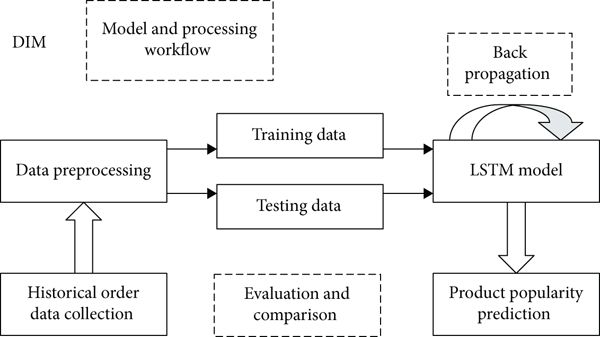 DIM
Model and processing
workflow
Back
propagation
Training data
Data preprocessing
LSTM model
Testing data
Historical order
data collection
Evaluation and
comparison
Product popularity
prediction